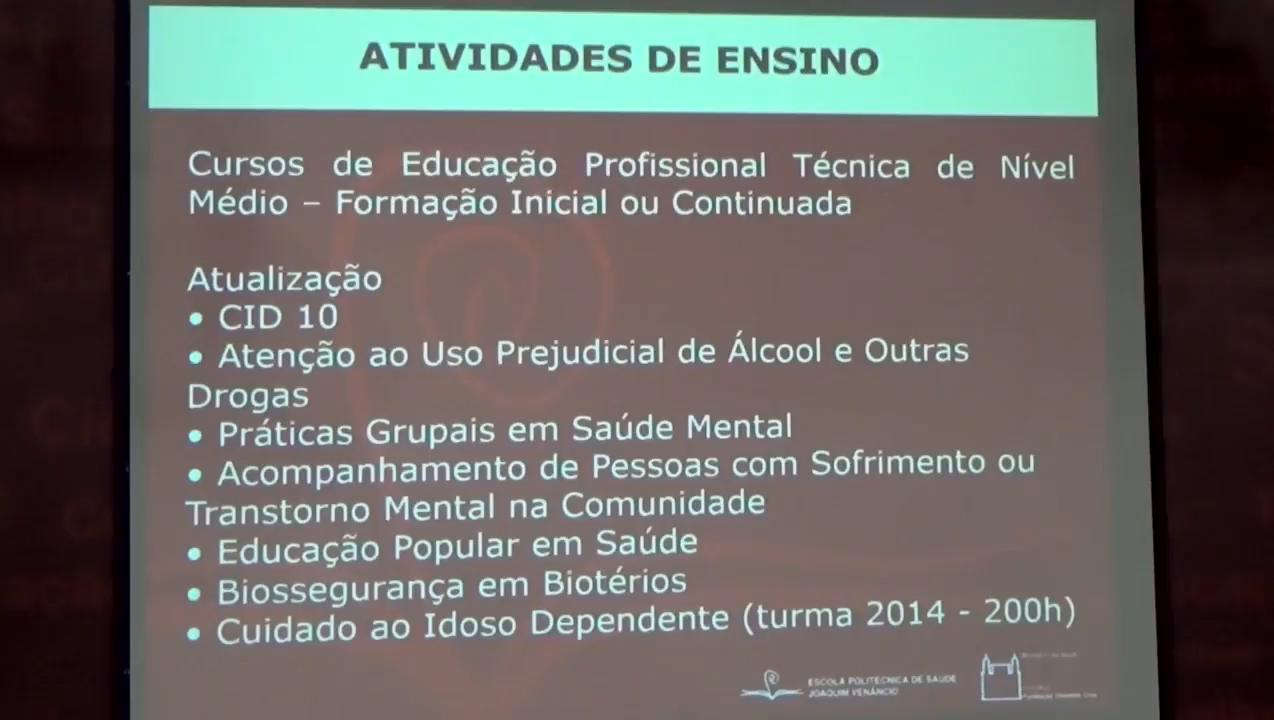 ATIVIDADES DE ENSINO
Cursos de Educação Profissional Técnica de Nível
Médio – Formação Inicial ou Continuada
Atualização
• CID 10
• Atenção ao Uso Prejudicial de Álcool e Outras
Drogas
• Práticas Grupais em Saúde Mental
• Acompanhamento de Pessoas com Sofrimento ou
Transtorno Mental na Comunidade
• Educação Popular em Saúde
• Biossegurança em Biotérios
• Cuidado ao Idoso Dependente (turma 2014 - 200h)
ESCOLA POLITÉCNICA DE SAÚDE
JOAQUIM VENÂNCIO